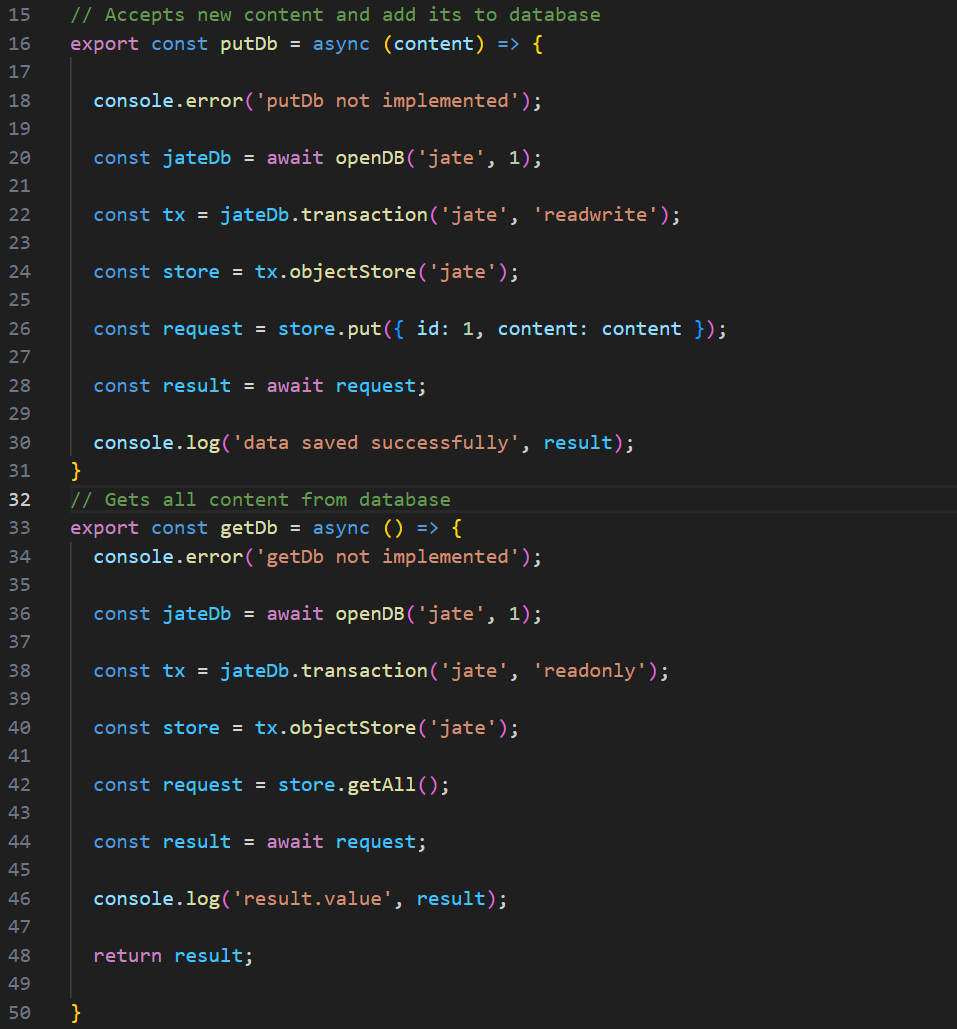 15 // Accepts new content and add its to database
16 export const putDb = async (content) => {
17
18   console.error('putDb not implemented');
19
20   const jateDb = await openDB('jate', 1);
21
22   const tx = jateDb.transaction('jate', 'readwrite');
23
24   const store = tx.objectStore('jate');
25
26   const request = store.put({ id: 1, content: content });
27
28   const result = await request;
29
30   console.log('data saved successfully', result);
31 }
32 // Gets all content from database
33 export const getDb = async () => {
34   console.error('getDb not implemented');
35
36   const jateDb = await openDB('jate', 1);
37
38   const tx = jateDb.transaction('jate', 'readonly');
39
40   const store = tx.objectStore('jate');
41
42   const request = store.getAll();
43
44   const result = await request;
45
46   console.log('result.value', result);
47
48   return result;
49
50 }